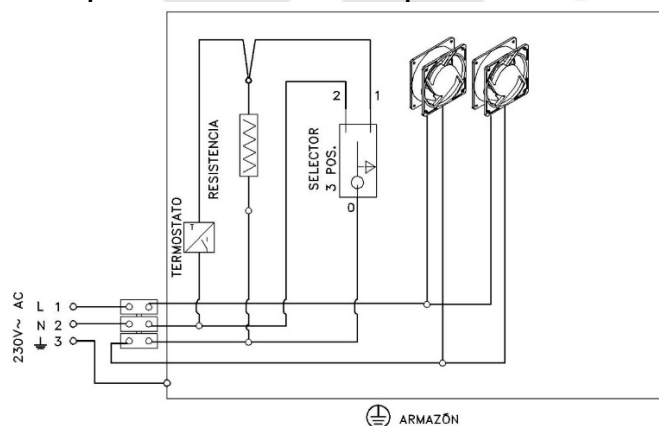 2 1
RESISTENCIA
SELECTOR
3 POS.
0
TERMOSTATO
T
230V~ AC
L 1
N 2
3
ARMAZÓN